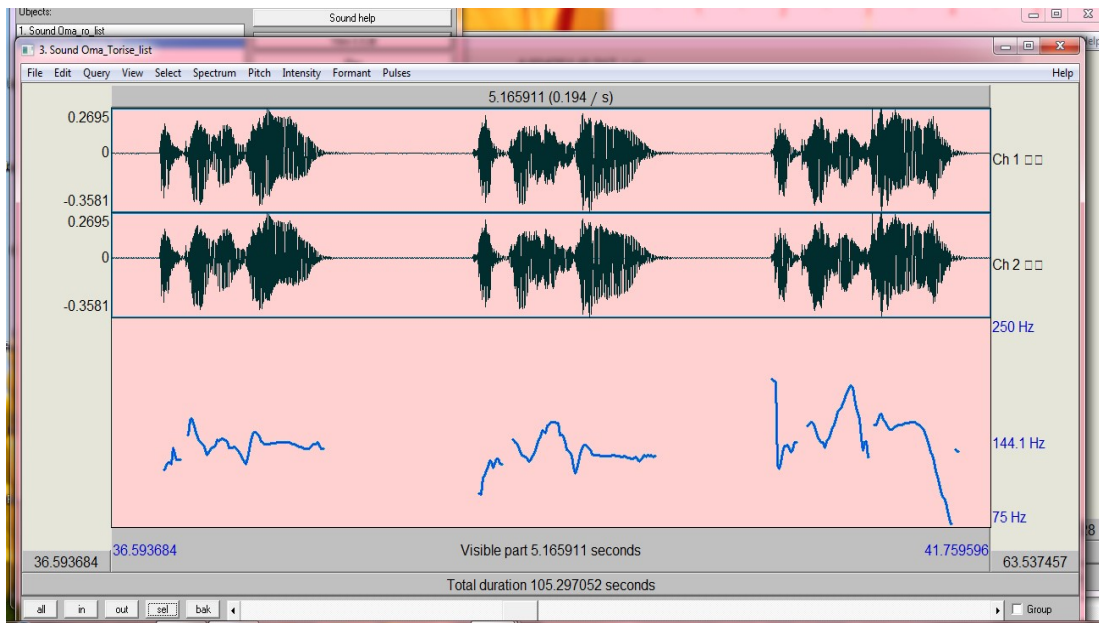 Objects:
Sound help
1. Sound Oma_ro_list
3. Sound Oma_Torise_list
File Edit Query View Select Spectrum Pitch Intensity Formant Pulses Help
5.165911 (0.194 / s)
0.2695
0
-0.3581
Ch 1
0.2695
0
-0.3581
Ch 2
250 Hz
144.1 Hz
75 Hz
36.593684 Visible part 5.165911 seconds 41.759596
36.593684 63.537457
Total duration 105.297052 seconds
all in out sel bak Group